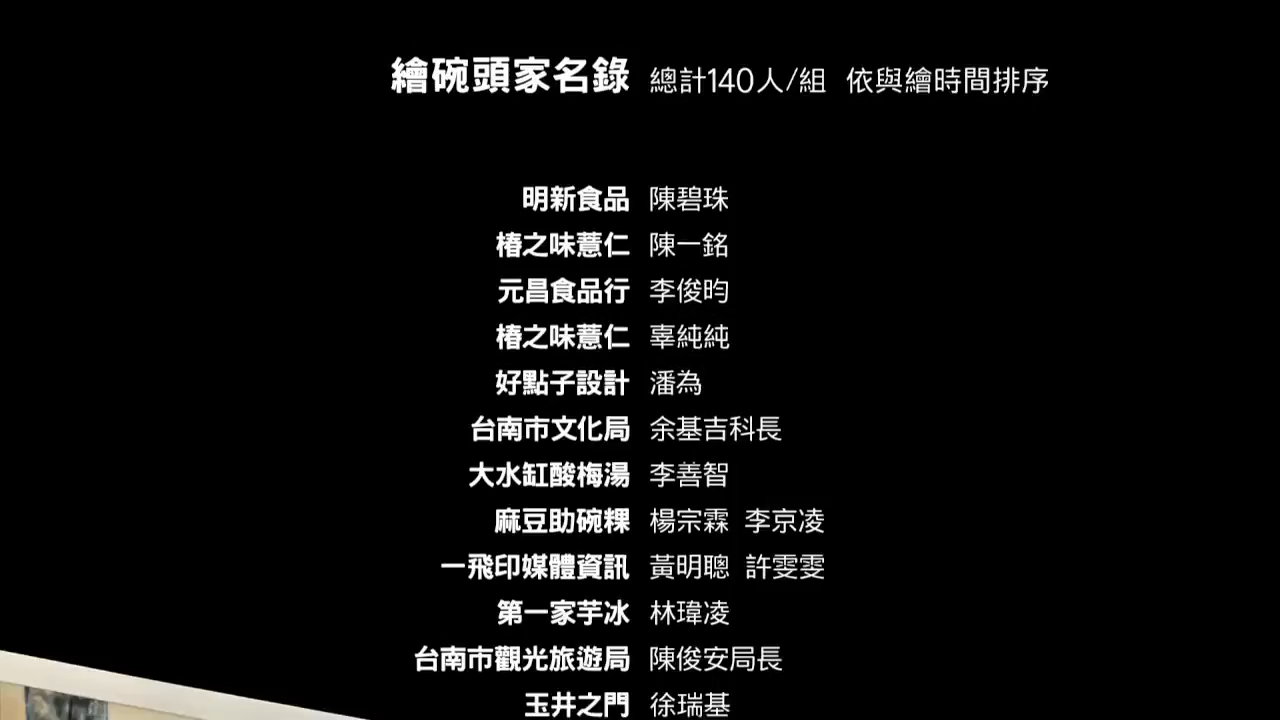 繪碗頭家名錄 總計140人/組 依與繪時間排序
明新食品 陳碧珠
椿之味薏仁 陳一銘
元昌食品行 李俊昀
椿之味薏仁 辜純純
好點子設計 潘為
台南市文化局 余基吉科長
大水缸酸梅湯 李善智
麻豆助碗粿 楊宗霖 李京凌
一飛印媒體資訊 黃明聰 許雯雯
第一家芋冰 林瑋凌
台南市觀光旅遊局 陳俊安局長
玉井之門 徐瑞基